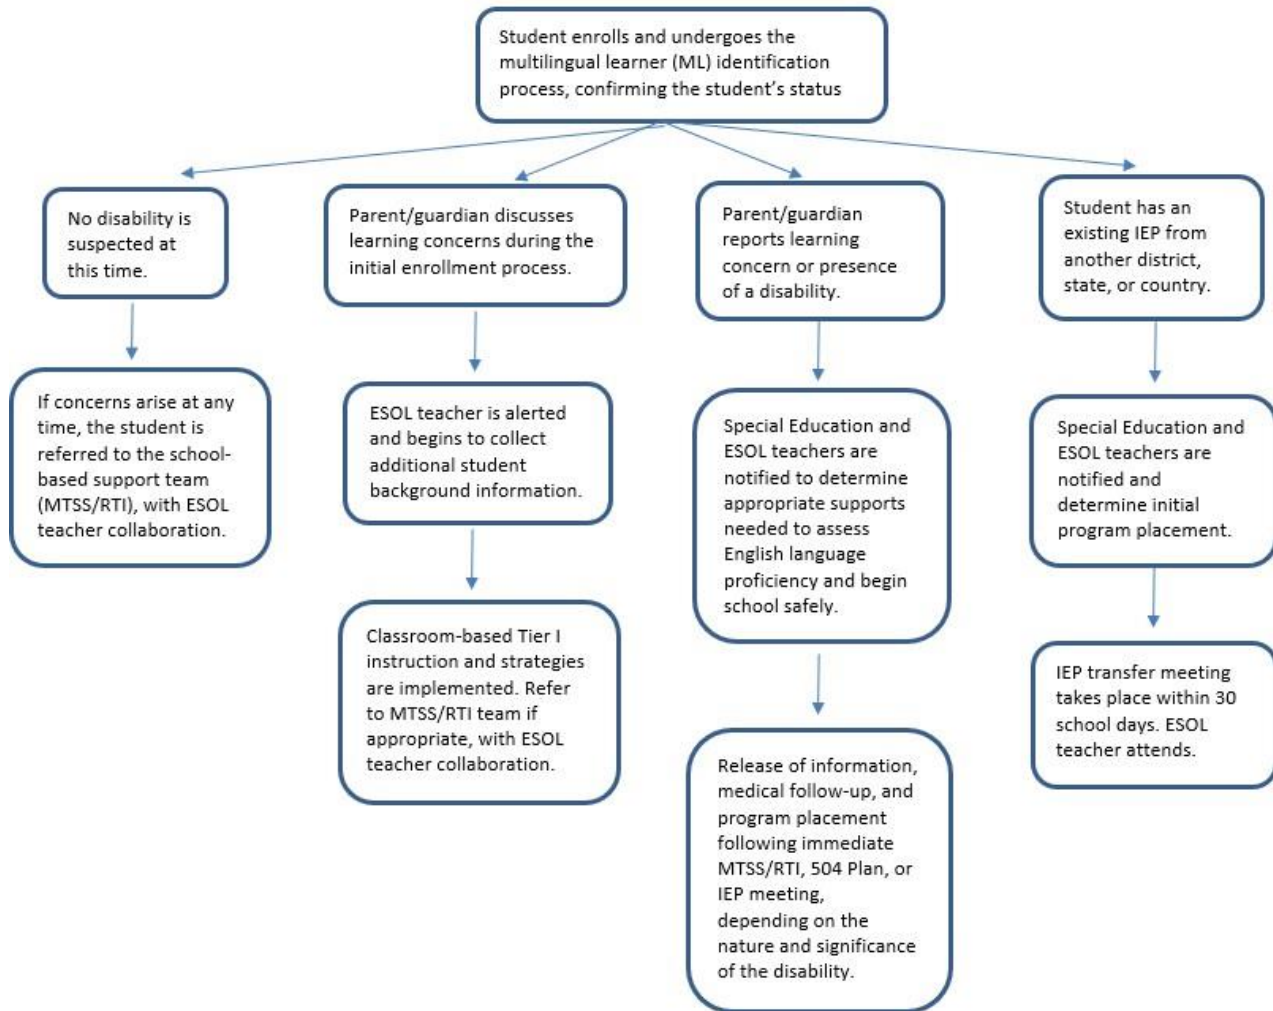 Student enrolls and undergoes the
multilingual learner (ML) identification
process, confirming the student’s status
No disability is
suspected at
this time.
If concerns arise at any
time, the student is
referred to the school-
based support team
(MTSS/RTI), with ESOL
teacher collaboration.
Parent/guardian discusses
learning concerns during the
initial enrollment process.
ESOL teacher is alerted
and begins to collect
additional student
background information.
Classroom-based Tier I
instruction and strategies
are implemented. Refer
to MTSS/RTI team if
appropriate, with ESOL
teacher collaboration.
Parent/guardian
reports learning
concern or presence
of a disability.
Special Education and
ESOL teachers are
notified to determine
appropriate supports
needed to assess
English language
proficiency and begin
school safely.
Release of information,
medical follow-up, and
program placement
following immediate
MTSS/RTI, 504 Plan, or
IEP meeting,
depending on the
nature and significance
of the disability.
Student has an
existing IEP from
another district,
state, or country.
Special Education and
ESOL teachers are
notified and
determine initial
program placement.
IEP transfer meeting
takes place within 30
school days. ESOL
teacher attends.